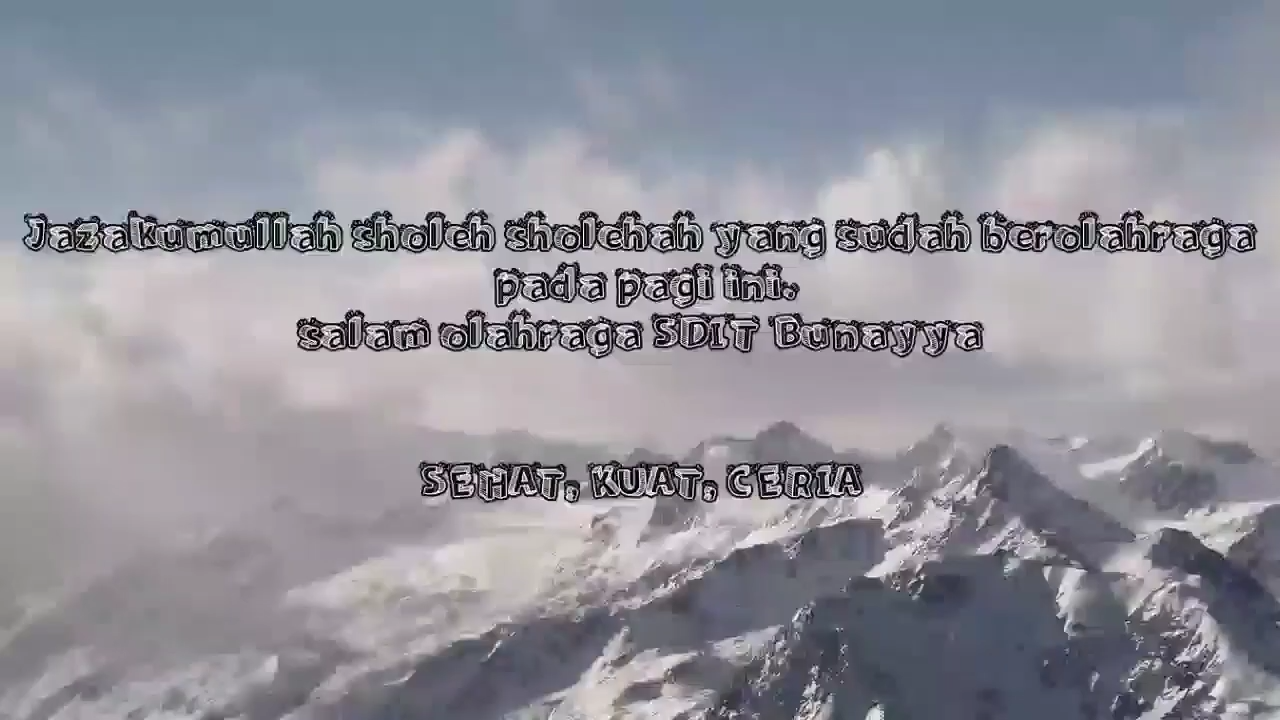 Jazakumullah sholeh sholehah yang sudah berolahraga
pada pagi ini.
salam olahraga SDIT Bunayya
SEHAT, KUAT, CERIA